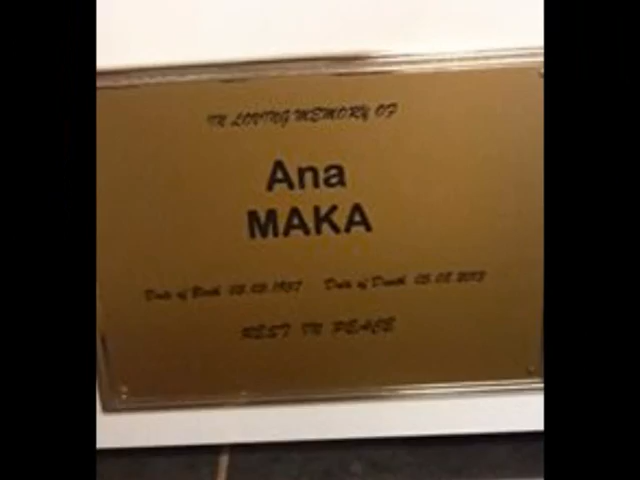 IN LOVING MEMORY OF
Ana
MAKA
Date of Birth Date of Death
REST IN PEACE